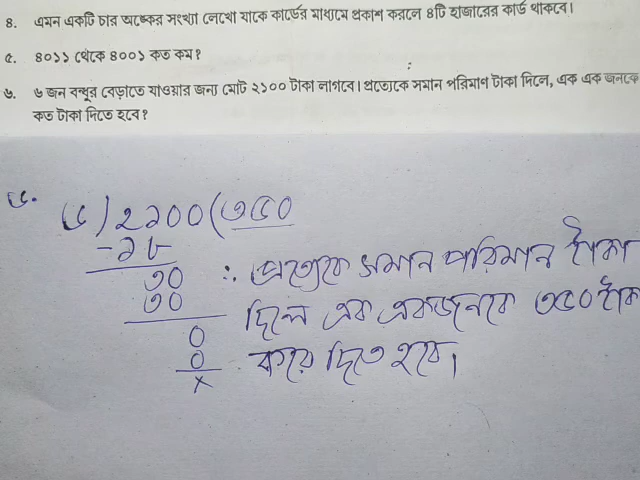 ৪. এমন একটি চার অঙ্কের সংখ্যা লেখো যাকে কার্ডের মাধ্যমে প্রকাশ করলে ৪টি হাজারের কার্ড থাকবে।
৫. ৪০১১ থেকে ৪০০১ কত কম?
৬. ৬ জন বন্ধুর বেড়াতে যাওয়ার জন্য মোট ২১০০ টাকা লাগবে। প্রত্যেকে সমান পরিমাণ টাকা দিলে, এক এক জনকে
কত টাকা দিতে হবে?
৬.
৬)২১০০(৩৫০
-১৮
৩০
৩০
০
০
×
∴ প্রত্যেকে সমান পরিমান টাকা
দিলে এক একজনকে ৩৫০ টাকা
করে দিতে হবে।